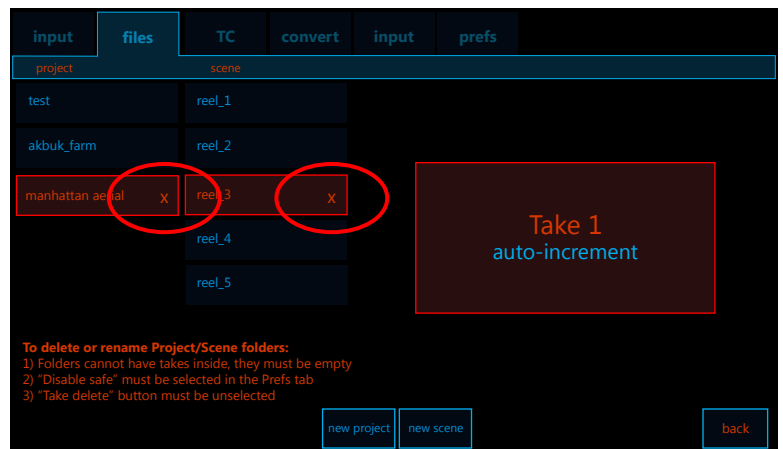 input files TC convert input prefs
project scene
test reel_1
akbuk_farm reel_2
manhattan aerial x reel_3 x
Take 1
auto-increment
reel_4
reel_5
To delete or rename Project/Scene folders:
1) Folders cannot have takes inside, they must be empty
2) "Disable safe" must be selected in the Prefs tab
3) "Take delete" button must be unselected
new project new scene back